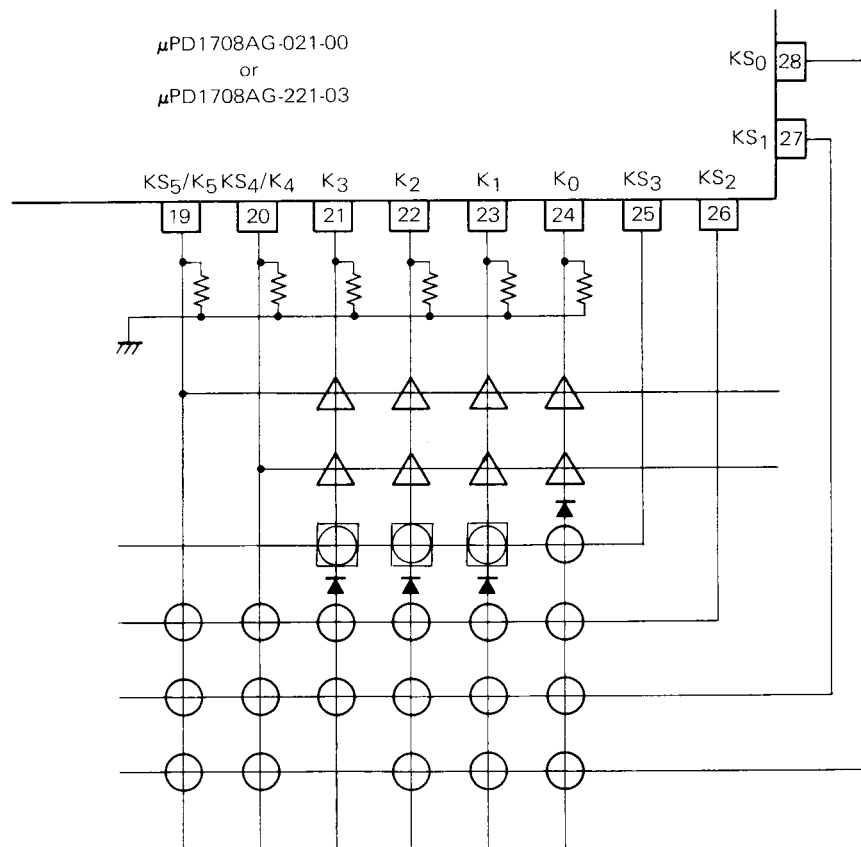 μPD1708AG-021-00
or
μPD1708AG-221-03
KS0 28
KS1 27
KS5/K5 KS4/K4 K3 K2 K1 K0 KS3 KS2
19 20 21 22 23 24 25 26